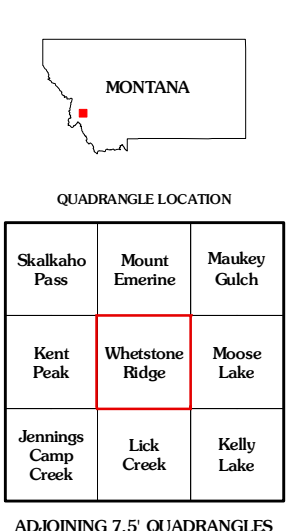 MONTANA
QUADRANGLE LOCATION
Skalkaho
Pass
Mount
Emerine
Maukey
Gulch
Kent
Peak
Whetstone
Ridge
Moose
Lake
Jennings
Camp
Creek
Lick
Creek
Kelly
Lake
ADJOINING 7.5' QUADRANGLES